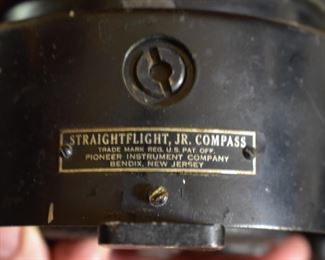 STRAIGHTFLIGHT, JR. COMPASS
TRADE MARK REG. U.S. PAT. OFF.
PIONEER INSTRUMENT COMPANY
BENDIX, NEW JERSEY